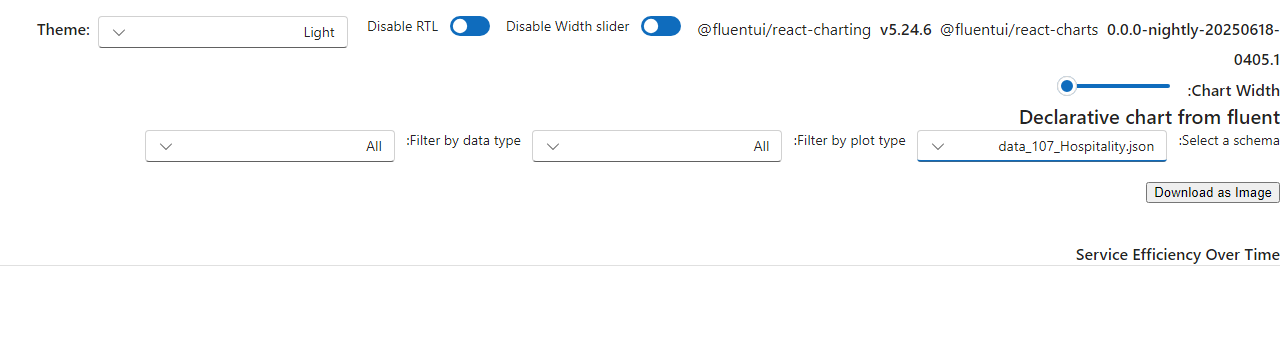 Theme: Light Disable RTL Disable Width slider @fluentui/react-charting v5.24.6 @fluentui/react-charts 0.0.0-nightly-20250618-
0405.1
:Chart Width
Declarative chart from fluent
:Select a schema data_107_Hospitality.json :Filter by plot type All :Filter by data type All
Download as Image
Service Efficiency Over Time